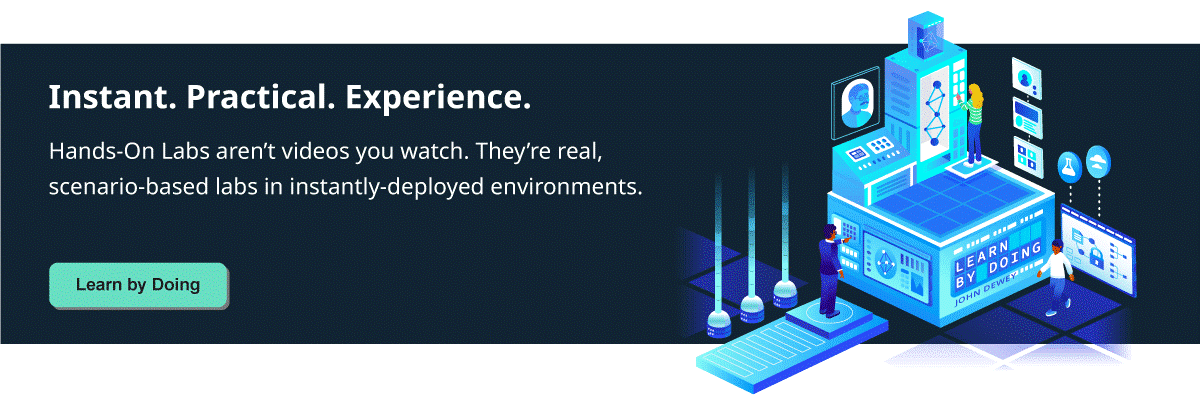 Instant. Practical. Experience.
Hands-On Labs aren’t videos you watch. They’re real,
scenario-based labs in instantly-deployed environments.
Learn by Doing
LEARN
BY DOING
JOHN DEWEY